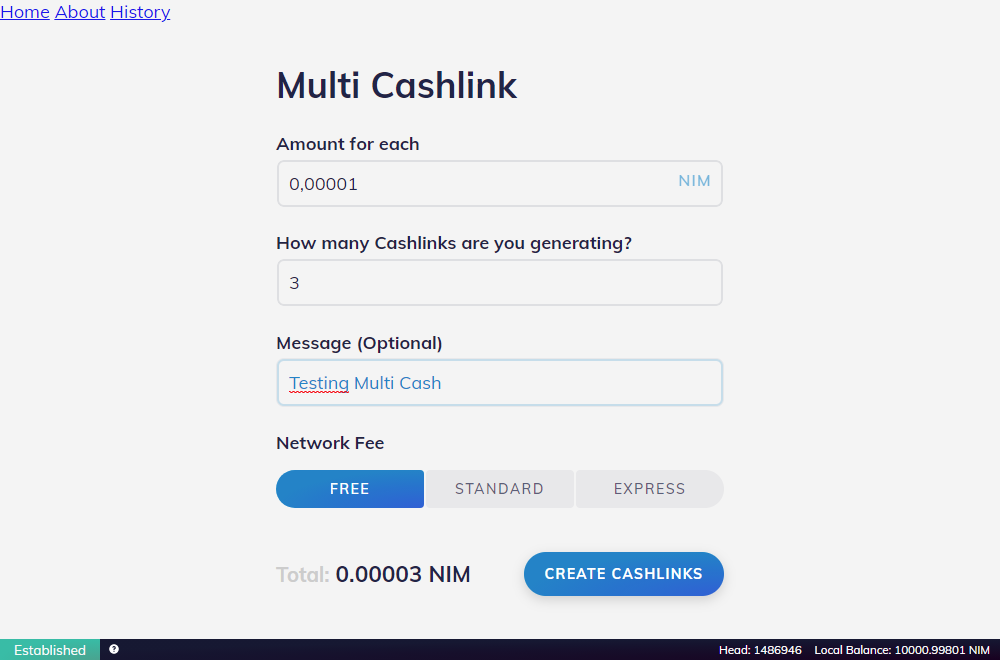 Home About History
Multi Cashlink
Amount for each
0,00001 NIM
How many Cashlinks are you generating?
3
Message (Optional)
Testing Multi Cash
Network Fee
FREE STANDARD EXPRESS
Total: 0.00003 NIM CREATE CASHLINKS
Established ? Head: 1486946 Local Balance: 10000.99801 NIM